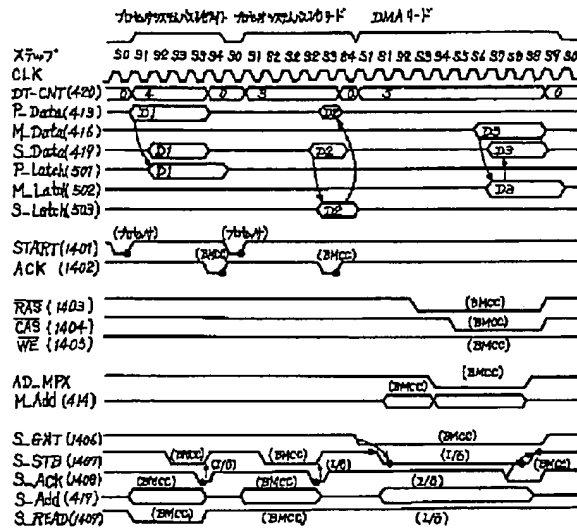 プロセッサシステムバスライト プロセッサシステムバスリード DMAリード
ステップ S0 S1 S2 S3 S3 S4 S0 S1 S2 S2 S3 S4 S1 S1 S2 S3 S4 S5 S6 S7 S8 S8 S9 S0
CLK
DT-CNT(420) 0 4 0 3 0 3 0
P_Data(413) D1 D2
M_Data(416) D3
S_Data(419) D1 D2 D3
P_Latch(501) D1
M_Latch(502) D3
S_Latch(503) D2
START(1401) (プロセッサ) (プロセッサ)
ACK (1402) (BMCC) (BMCC)
RAS (1403) (BMCC)
CAS (1404) (BMCC)
WE (1405) (BMCC)
AD_MPX (BMCC) (BMCC)
M_Add(414)
S_GNT(1406) (BMCC)
S_STB(1407) (BMCC) (I/O) (BMCC) (I/O) (I/O) (BMCC)
S_ACK(1408) (BMCC) (BMCC) (I/O)
S_Add(417)
S_READ(1409) (BMCC) (BMCC) (I/O)